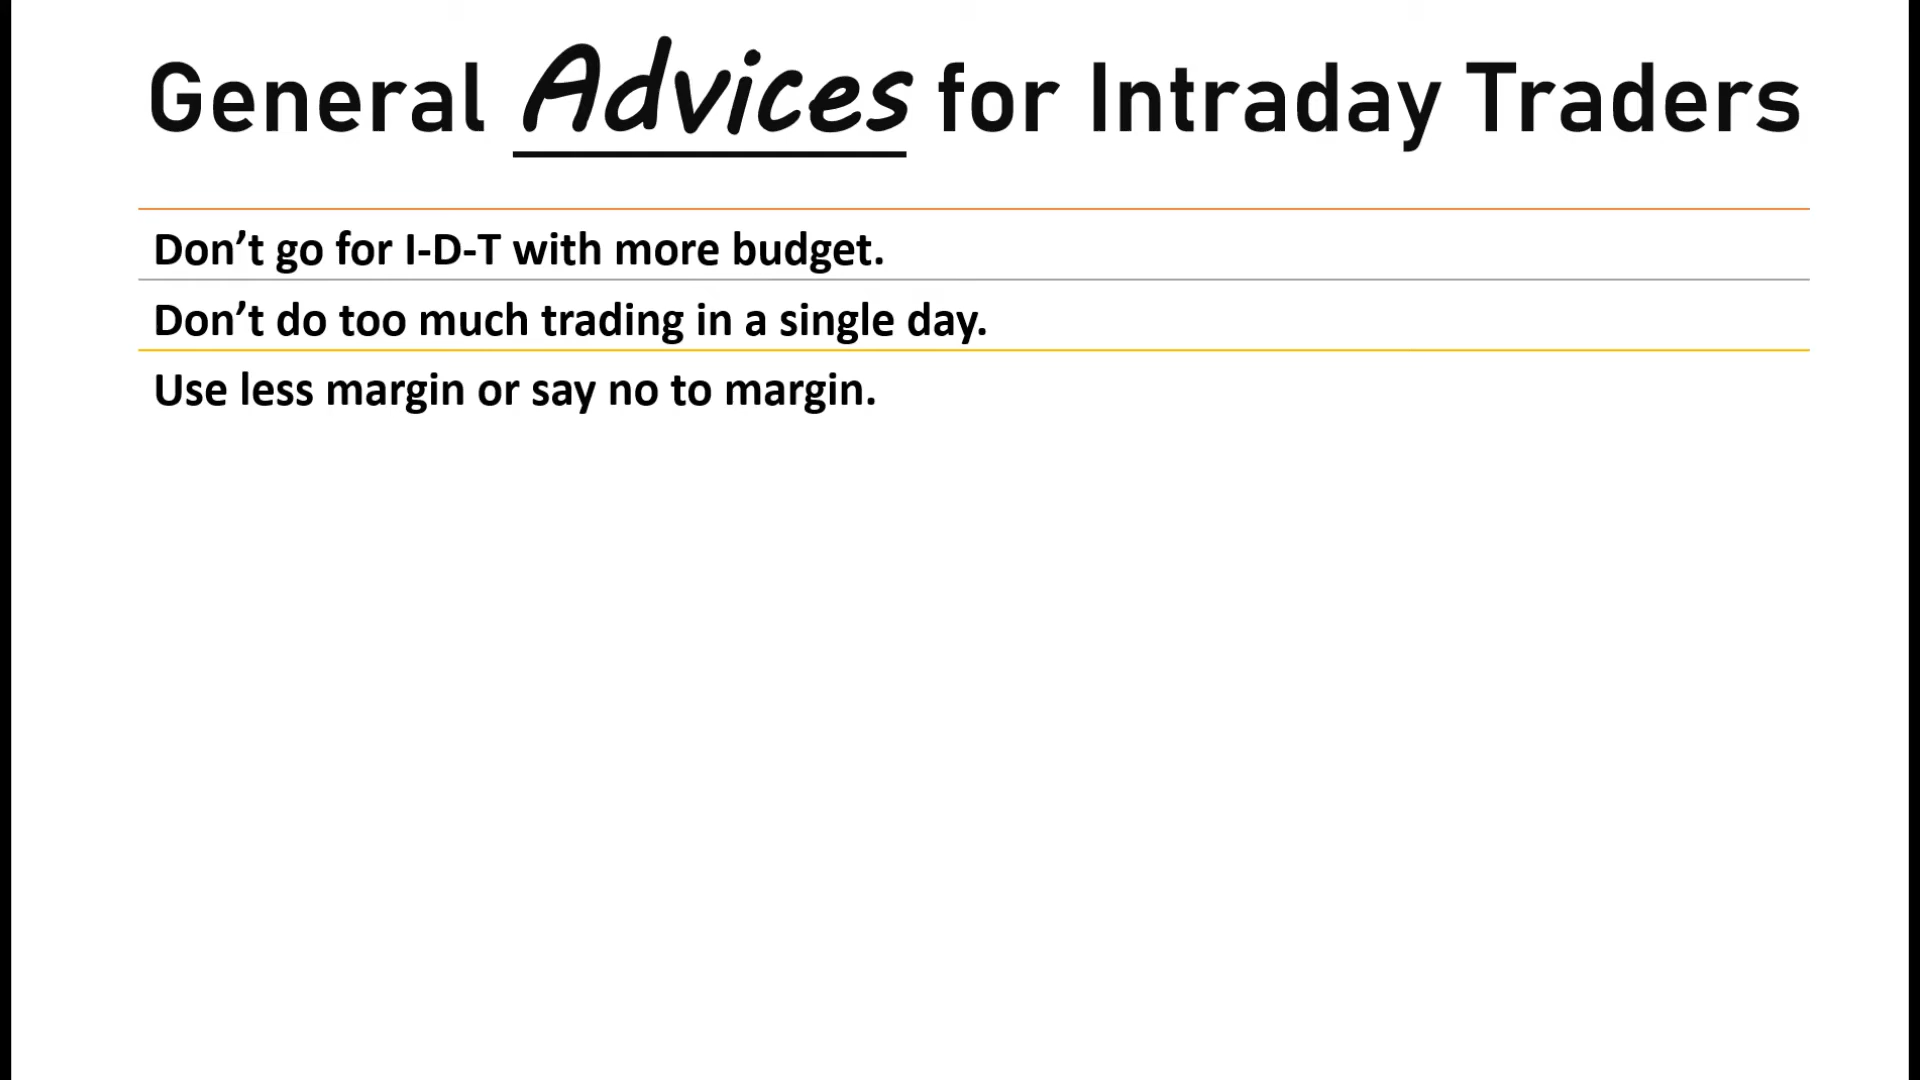 General Advices for Intraday Traders
Don’t go for I-D-T with more budget.
Don’t do too much trading in a single day.
Use less margin or say no to margin.